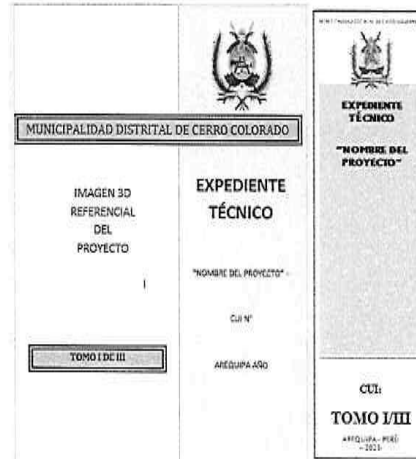 MUNICIPALIDAD DISTRITAL DE CERRO COLORADO
IMAGEN 3D
REFERENCIAL
DEL
PROYECTO
TOMO I DE III
EXPEDIENTE
TÉCNICO
"NOMBRE DEL PROYECTO" -
CUI N°
AREQUIPA AÑO
EXPEDIENTE
TÉCNICO
"NOMBRE DEL
PROYECTO"
CUI:
TOMO I/III
AREQUIPA - PERÚ